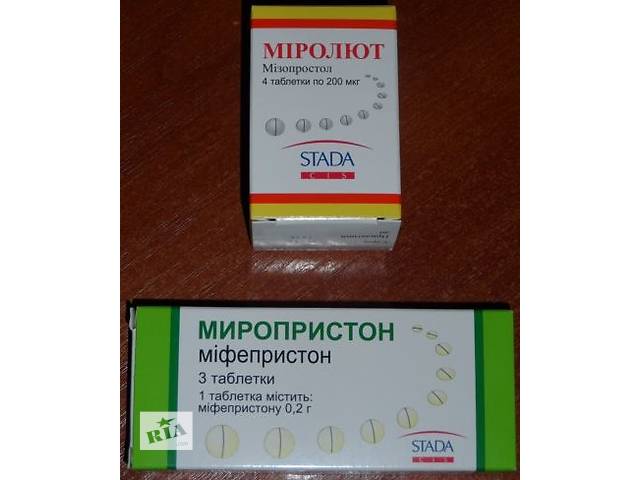 МІРОЛЮТ
Мізопростол
4 таблетки по 200 мкг
STADA
CIS
МИРОПРИСТОН
міфепристон
3 таблетки
1 таблетка містить:
міфепристону 0,2 г
STADA
CIS
RIA
.com